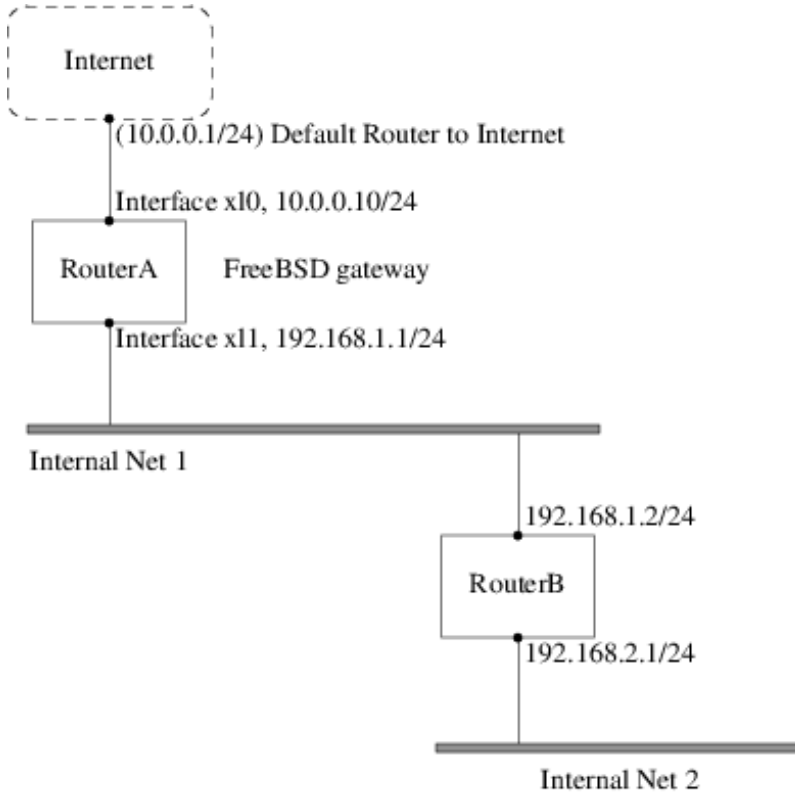 Internet
(10.0.0.1/24) Default Router to Internet
Interface xl0, 10.0.0.10/24
RouterA
FreeBSD gateway
Interface xl1, 192.168.1.1/24
Internal Net 1
192.168.1.2/24
RouterB
192.168.2.1/24
Internal Net 2